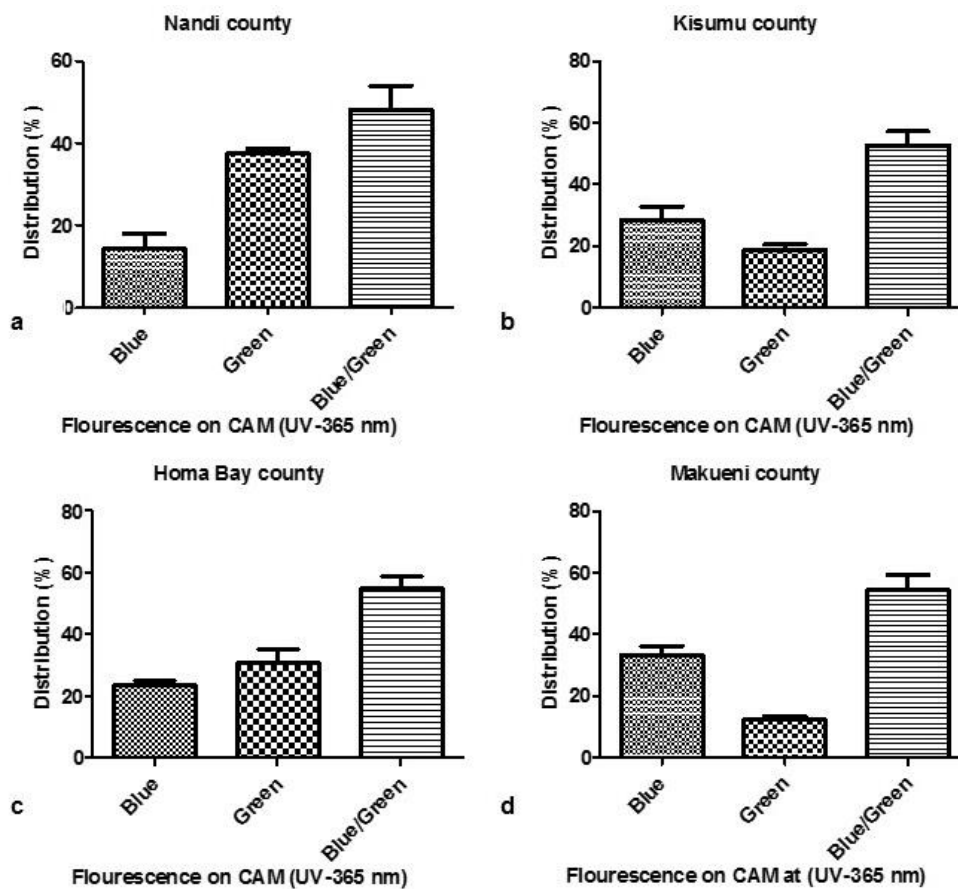 Nandi county
60
40
20
0
Distribution (% )
Blue
Green
Blue/Green
a
Flourescence on CAM (UV-365 nm)
Kisumu county
80
60
40
20
0
Distribution (% )
Blue
Green
Blue/Green
b
Flourescence on CAM (UV-365 nm)
Homa Bay county
80
60
40
20
0
Distribution (% )
Blue
Green
Blue/Green
c
Flourescence on CAM (UV-365 nm)
Makueni county
80
60
40
20
0
Distribution (% )
Blue
Green
Blue/Green
d
Flourescence on CAM at (UV-365 nm)